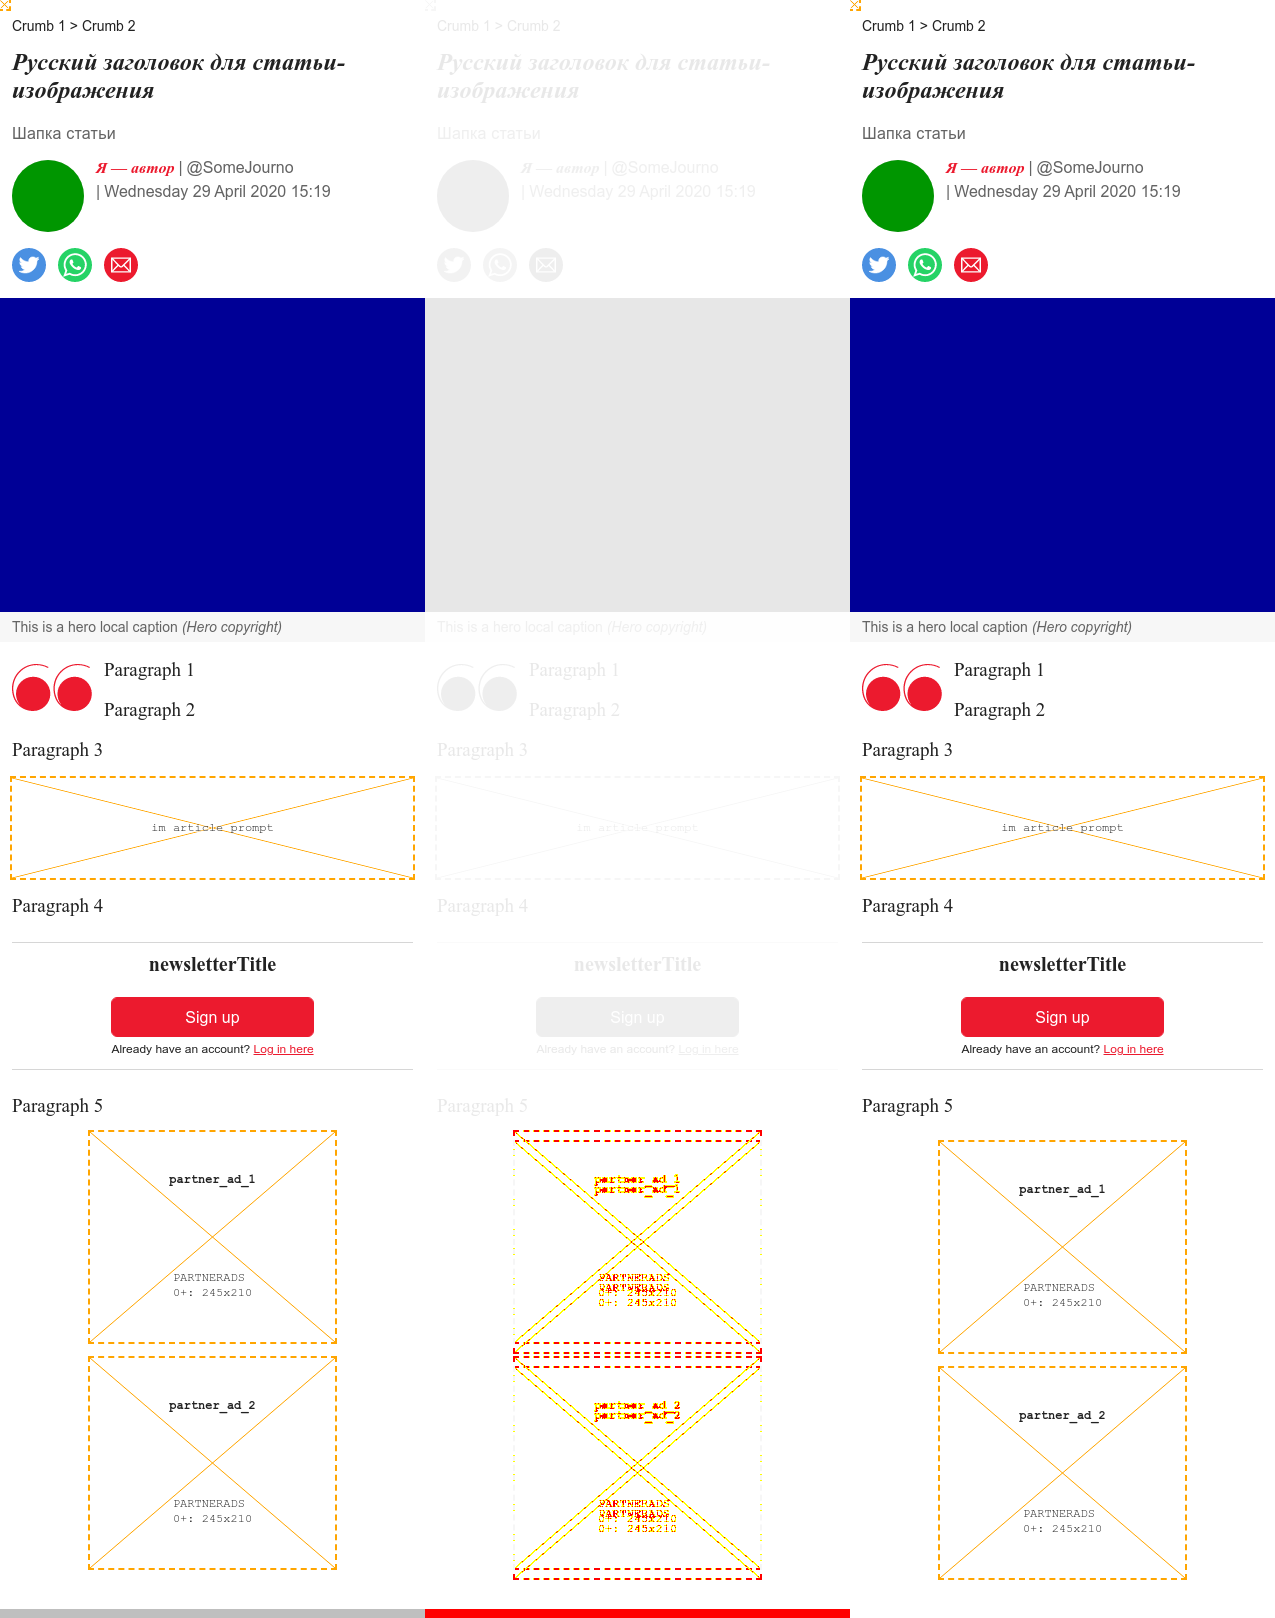 Crumb 1 > Crumb 2
Русский заголовок для статьи-
изображения
Шапка статьи
Я — автор | @SomeJourno
| Wednesday 29 April 2020 15:19
This is a hero local caption (Hero copyright)
Paragraph 1
Paragraph 2
Paragraph 3
im article prompt
Paragraph 4
newsletterTitle
Sign up
Already have an account? Log in here
Paragraph 5
partner_ad_1
PARTNERADS
0+: 245x210
partner_ad_2
PARTNERADS
0+: 245x210
Crumb 1 > Crumb 2
Русский заголовок для статьи-
изображения
Шапка статьи
Я — автор | @SomeJourno
| Wednesday 29 April 2020 15:19
This is a hero local caption (Hero copyright)
Paragraph 1
Paragraph 2
Paragraph 3
im article prompt
Paragraph 4
newsletterTitle
Sign up
Already have an account? Log in here
Paragraph 5
partner_ad_1
partner_ad_1
PARTNERADS
PARTNERADS
0+: 245x210
0+: 245x210
partner_ad_2
partner_ad_2
PARTNERADS
PARTNERADS
0+: 245x210
0+: 245x210
Crumb 1 > Crumb 2
Русский заголовок для статьи-
изображения
Шапка статьи
Я — автор | @SomeJourno
| Wednesday 29 April 2020 15:19
This is a hero local caption (Hero copyright)
Paragraph 1
Paragraph 2
Paragraph 3
im article prompt
Paragraph 4
newsletterTitle
Sign up
Already have an account? Log in here
Paragraph 5
partner_ad_1
PARTNERADS
0+: 245x210
partner_ad_2
PARTNERADS
0+: 245x210